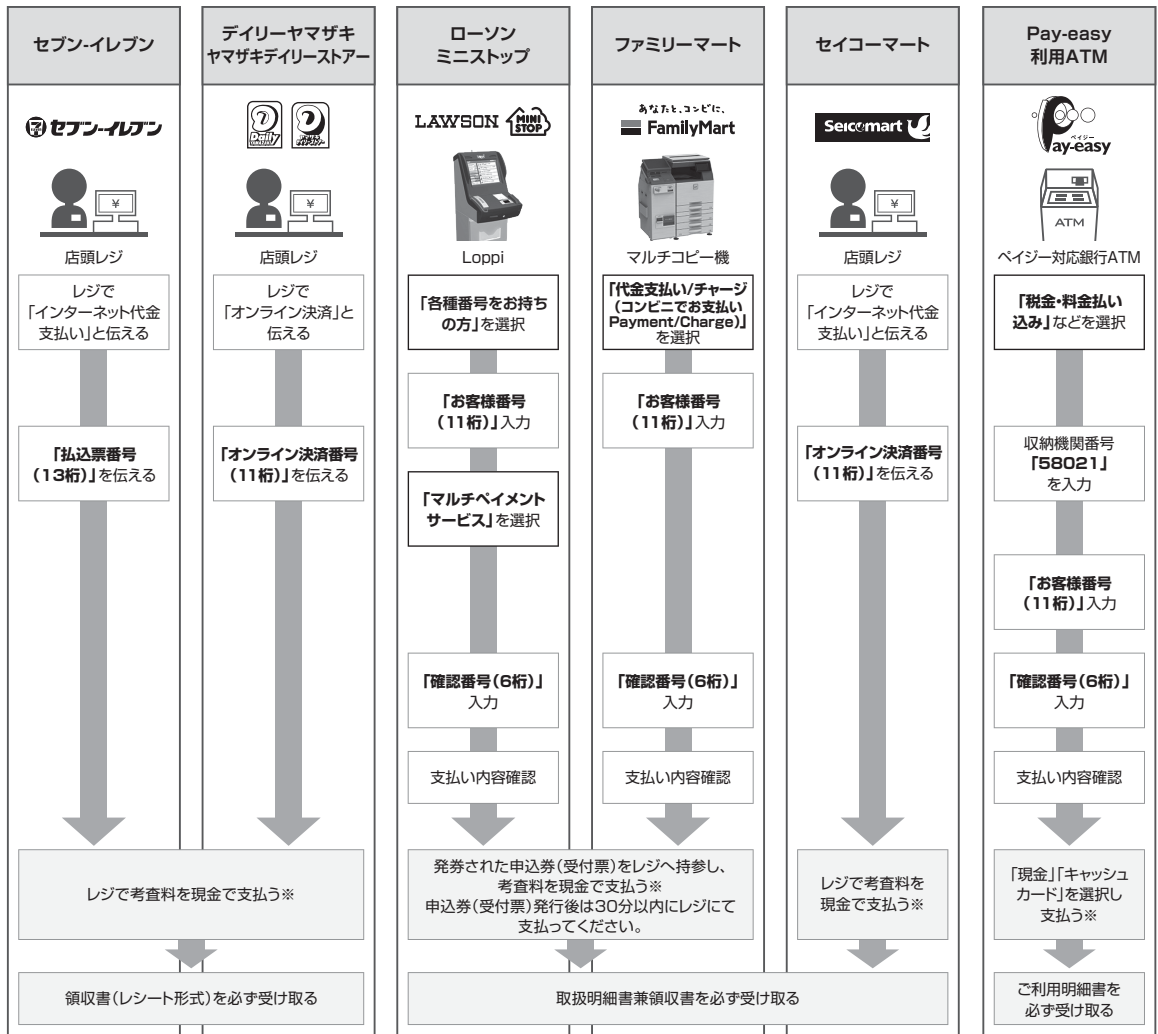 セブン-イレブン
デイリーヤマザキ
ヤマザキデイリーストアー
ローソン
ミニストップ
ファミリーマート
セイコーマート
Pay-easy
利用ATM
セブン-イレブン
Daily
LAWSON
MINI
STOP
あなたと、コンビに、
FamilyMart
Seicomart
ペイジー
Pay-easy
¥
¥
¥
ATM
店頭レジ
店頭レジ
Loppi
マルチコピー機
店頭レジ
ペイジー対応銀行ATM
レジで
「インターネット代金
支払い」と伝える
レジで
「オンライン決済」と
伝える
「各種番号をお持ち
の方」を選択
「代金支払い/チャージ
(コンビニでお支払い
Payment/Charge)」
を選択
レジで
「インターネット代金
支払い」と伝える
「税金・料金払い
込み」などを選択
「お客様番号
(11桁)」入力
「お客様番号
(11桁)」入力
「払込票番号
(13桁)」を伝える
「オンライン決済番号
(11桁)」を伝える
「オンライン決済番号
(11桁)」を伝える
収納機関番号
「58021」
を入力
「マルチペイメント
サービス」を選択
「お客様番号
(11桁)」入力
「確認番号(6桁)」
入力
「確認番号(6桁)」
入力
「確認番号(6桁)」
入力
支払い内容確認
支払い内容確認
支払い内容確認
レジで考査料を現金で支払う※
発券された申込券(受付票)をレジへ持参し、
考査料を現金で支払う※
申込券(受付票)発行後は30分以内にレジにて
支払ってください。
レジで考査料を
現金で支払う※
「現金」「キャッシュ
カード」を選択し
支払う※
領収書(レシート形式)を必ず受け取る
取扱明細書兼領収書を必ず受け取る
ご利用明細書を
必ず受け取る